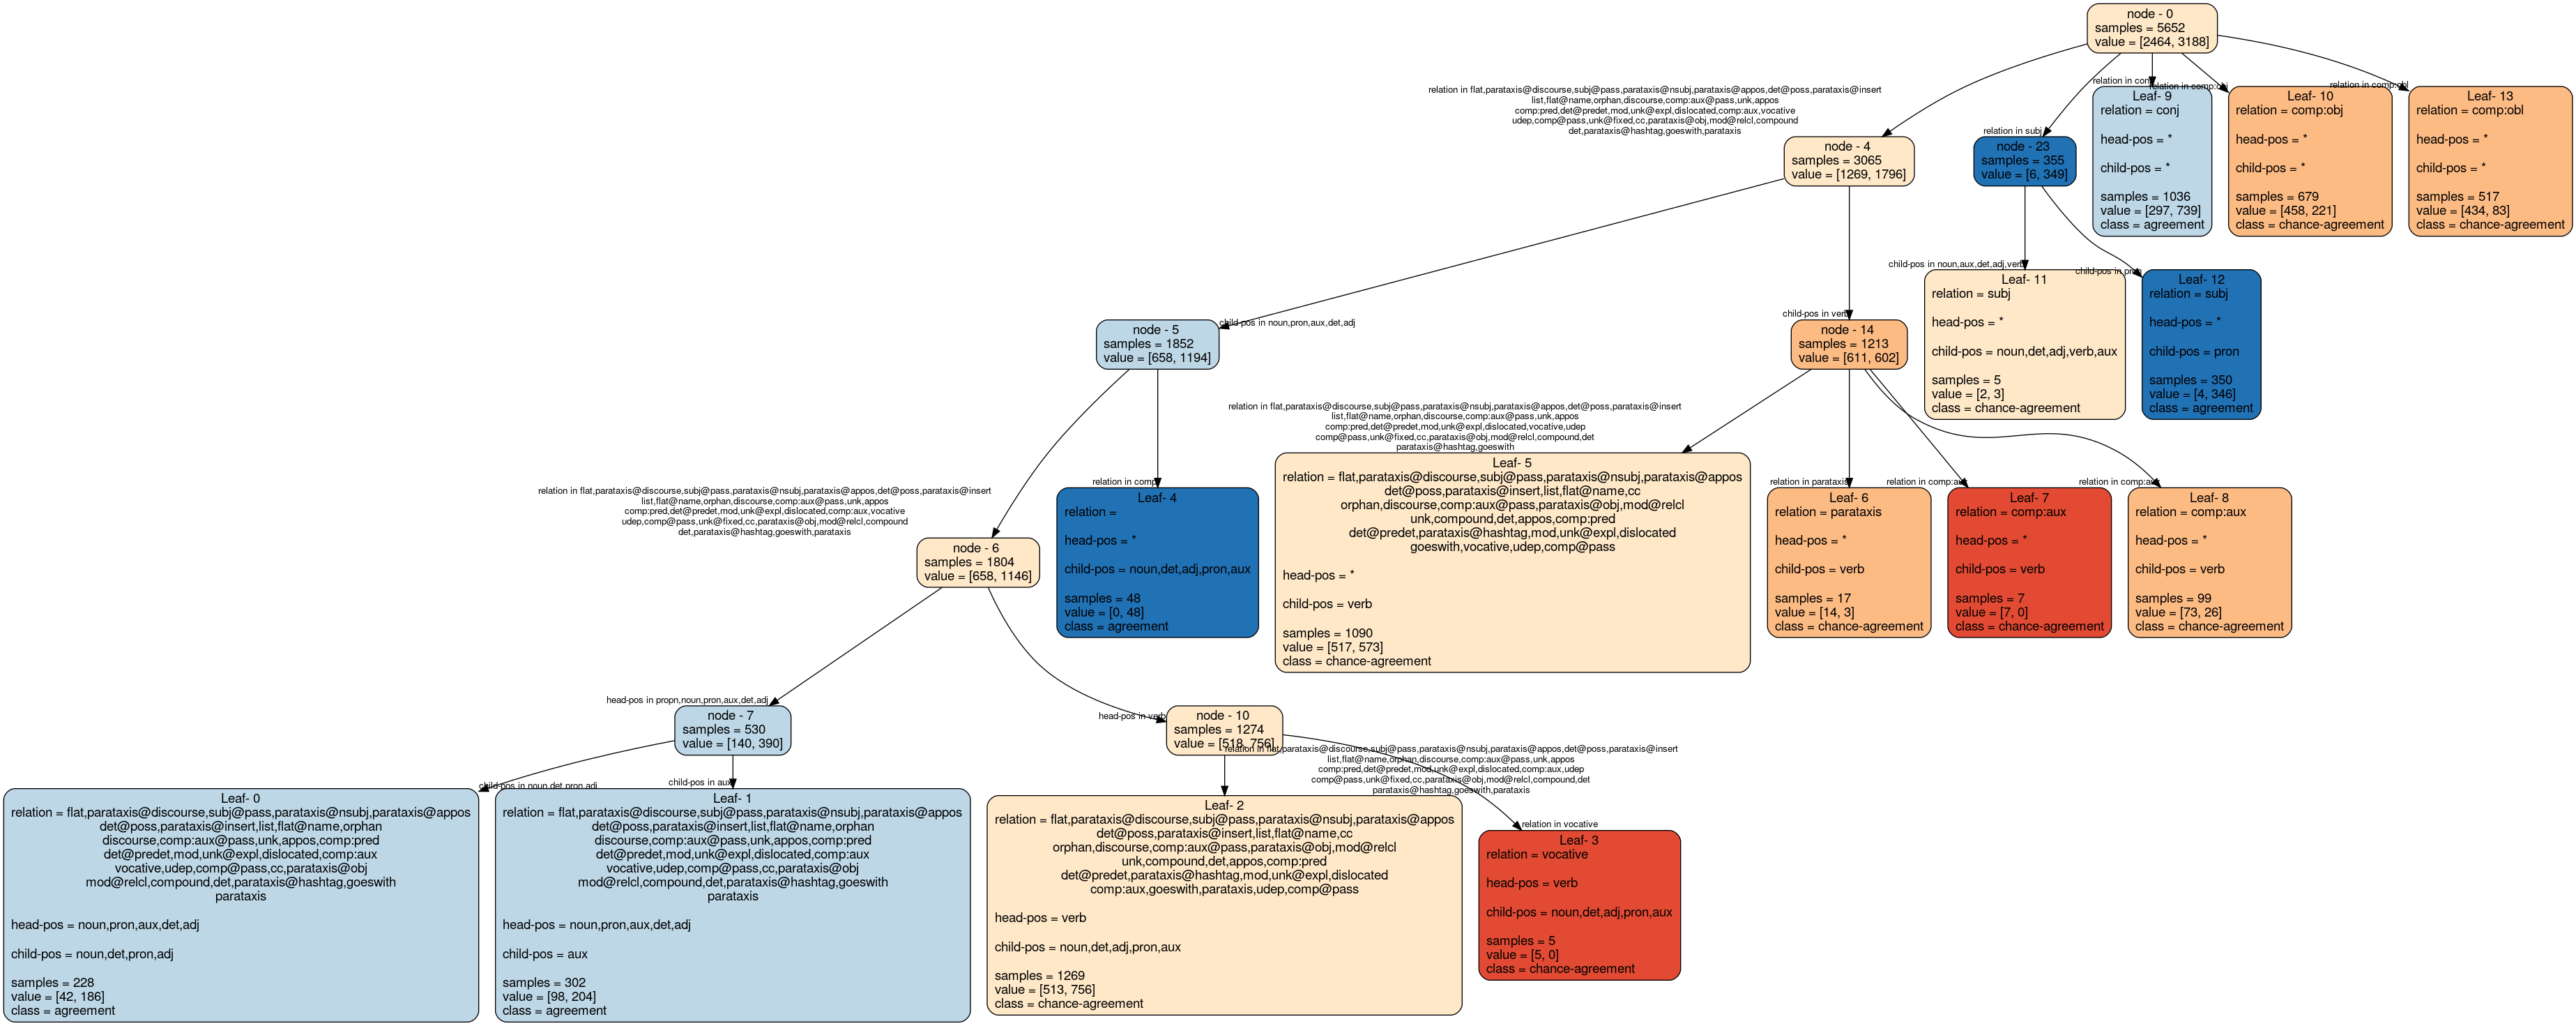 node - 0
samples = 5652
value = [2464, 3188]
relation in flat,parataxis@discourse,subj@pass,parataxis@nsubj,parataxis@appos,det@poss,parataxis@insert
list,flat@name,orphan,discourse,comp:aux@pass,unk,appos
comp:pred,det@predet,mod,unk@expl,dislocated,comp:aux,vocative
udep,comp@pass,unk@fixed,cc,parataxis@obj,mod@relcl,compound
det,parataxis@hashtag,goeswith,parataxis
relation in subj
relation in
relation in comp:obj
relation in
node - 4
samples = 3065
value = [1269, 1796]
node - 23
samples = 355
value = [6, 349]
Leaf- 9
relation = conj
head-pos = *
child-pos = *
samples = 1036
value = [297, 739]
class = agreement
Leaf- 10
relation = comp:obj
head-pos = *
child-pos = *
samples = 679
value = [458, 221]
class = chance-agreement
Leaf- 13
relation = comp:obl
head-pos = *
child-pos = *
samples = 517
value = [434, 83]
class = chance-agreement
child-pos in noun,pron,aux,det,adj
child-pos in verb
child-pos in noun,aux,det,adj,verb
child-pos in pron
node - 5
samples = 1852
value = [658, 1194]
node - 14
samples = 1213
value = [611, 602]
Leaf- 11
relation = subj
head-pos = *
child-pos = noun,det,adj,verb,aux
samples = 5
value = [2, 3]
class = chance-agreement
Leaf- 12
relation = subj
head-pos = *
child-pos = pron
samples = 350
value = [4, 346]
class = agreement
relation in flat,parataxis@discourse,subj@pass,parataxis@nsubj,parataxis@appos,det@poss,parataxis@insert
list,flat@name,orphan,discourse,comp:aux@pass,unk,appos
comp:pred,det@predet,mod,unk@expl,dislocated,comp:aux,vocative
udep,comp@pass,unk@fixed,cc,parataxis@obj,mod@relcl,compound
det,parataxis@hashtag,goeswith,parataxis
relation in comp
relation in flat,parataxis@discourse,subj@pass,parataxis@nsubj,parataxis@appos,det@poss,parataxis@insert
list,flat@name,orphan,discourse,comp:aux@pass,unk,appos
comp:pred,det@predet,mod,unk@expl,dislocated,vocative,udep
comp@pass,unk@fixed,cc,parataxis@obj,mod@relcl,compound,det
parataxis@hashtag,goeswith
relation in parataxis
relation in comp:aux
relation in comp:aux
node - 6
samples = 1804
value = [658, 1146]
Leaf- 4
relation =
head-pos = *
child-pos = noun,det,adj,pron,aux
samples = 48
value = [0, 48]
class = agreement
Leaf- 5
relation = flat,parataxis@discourse,subj@pass,parataxis@nsubj,parataxis@appos
det@poss,parataxis@insert,list,flat@name,cc
orphan,discourse,comp:aux@pass,parataxis@obj,mod@relcl
unk,compound,det,appos,comp:pred
det@predet,parataxis@hashtag,mod,unk@expl,dislocated
goeswith,vocative,udep,comp@pass
head-pos = *
child-pos = verb
samples = 1090
value = [517, 573]
class = chance-agreement
Leaf- 6
relation = parataxis
head-pos = *
child-pos = verb
samples = 17
value = [14, 3]
class = chance-agreement
Leaf- 7
relation = comp:aux
head-pos = *
child-pos = verb
samples = 7
value = [7, 0]
class = chance-agreement
Leaf- 8
relation = comp:aux
head-pos = *
child-pos = verb
samples = 99
value = [73, 26]
class = chance-agreement
head-pos in propn,noun,pron,aux,det,adj
head-pos in verb
node - 7
samples = 530
value = [140, 390]
node - 10
samples = 1274
value = [518, 756]
child-pos in noun,det,pron,adj
child-pos in aux
relation in flat,parataxis@discourse,subj@pass,parataxis@nsubj,parataxis@appos,det@poss,parataxis@insert
list,flat@name,orphan,discourse,comp:aux@pass,unk,appos
comp:pred,det@predet,mod,unk@expl,dislocated,comp:aux,udep
comp@pass,unk@fixed,cc,parataxis@obj,mod@relcl,compound,det
parataxis@hashtag,goeswith,parataxis
relation in vocative
Leaf- 0
relation = flat,parataxis@discourse,subj@pass,parataxis@nsubj,parataxis@appos
det@poss,parataxis@insert,list,flat@name,orphan
discourse,comp:aux@pass,unk,appos,comp:pred
det@predet,mod,unk@expl,dislocated,comp:aux
vocative,udep,comp@pass,cc,parataxis@obj
mod@relcl,compound,det,parataxis@hashtag,goeswith
parataxis
head-pos = noun,pron,aux,det,adj
child-pos = noun,det,pron,adj
samples = 228
value = [42, 186]
class = agreement
Leaf- 1
relation = flat,parataxis@discourse,subj@pass,parataxis@nsubj,parataxis@appos
det@poss,parataxis@insert,list,flat@name,orphan
discourse,comp:aux@pass,unk,appos,comp:pred
det@predet,mod,unk@expl,dislocated,comp:aux
vocative,udep,comp@pass,cc,parataxis@obj
mod@relcl,compound,det,parataxis@hashtag,goeswith
parataxis
head-pos = noun,pron,aux,det,adj
child-pos = aux
samples = 302
value = [98, 204]
class = agreement
Leaf- 2
relation = flat,parataxis@discourse,subj@pass,parataxis@nsubj,parataxis@appos
det@poss,parataxis@insert,list,flat@name,cc
orphan,discourse,comp:aux@pass,parataxis@obj,mod@relcl
unk,compound,det,appos,comp:pred
det@predet,parataxis@hashtag,mod,unk@expl,dislocated
comp:aux,goeswith,parataxis,udep,comp@pass
head-pos = verb
child-pos = noun,det,adj,pron,aux
samples = 1269
value = [513, 756]
class = chance-agreement
Leaf- 3
relation = vocative
head-pos = verb
child-pos = noun,det,adj,pron,aux
samples = 5
value = [5, 0]
class = chance-agreement